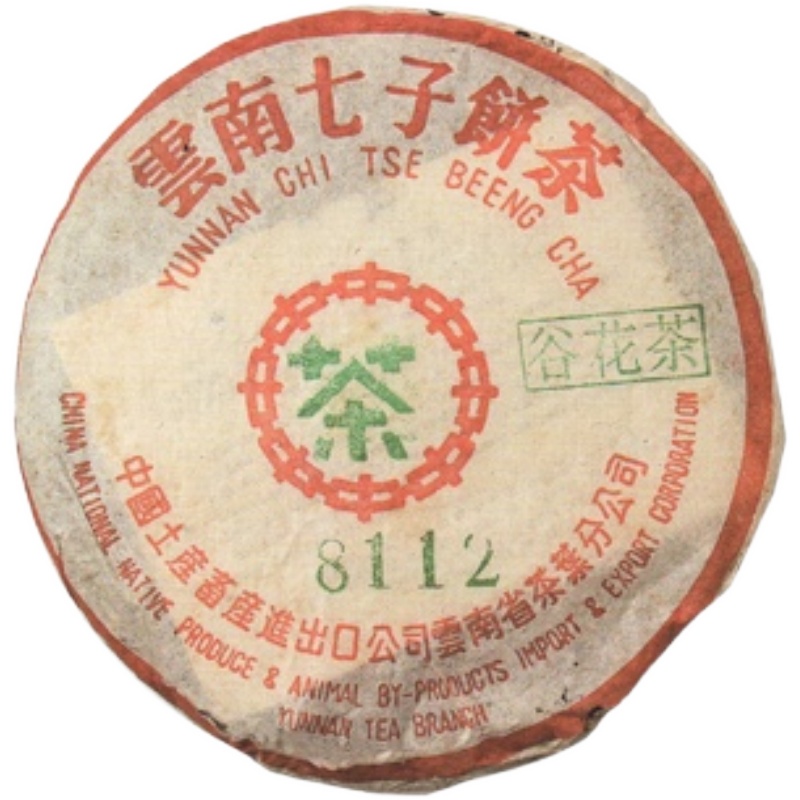 雲南七子餅茶
YUNNAN CHI TSE BEENG CHA
茶
谷花茶
8112
中國土産畜産進出口公司雲南省茶葉分公司
CHINA NATIONAL NATIVE PRODUCE & ANIMAL BY-PRODUCTS IMPORT & EXPORT CORPORATION
YUNNAN TEA BRANCH